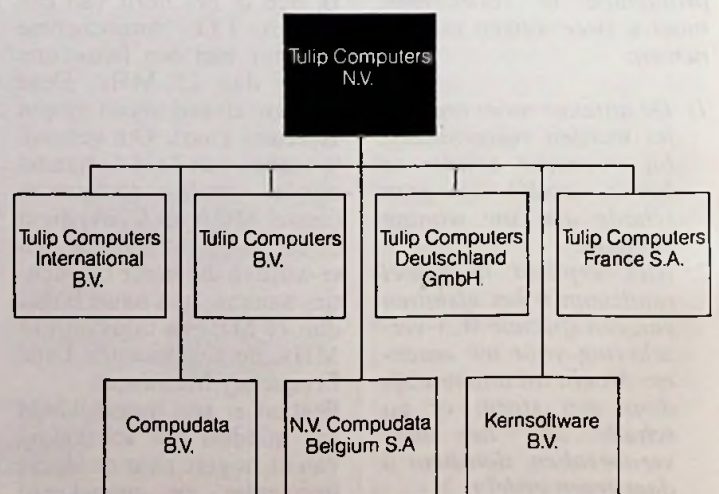 Tulip Computers
N.V.
Tulip Computers
International
B.V.
Tulip Computers
B.V.
Tulip Computers
Deutschland
GmbH.
Tulip Computers
France S.A.
Compudata
B.V.
N.V. Compudata
Belgium S.A
Kernsoftware
B.V.